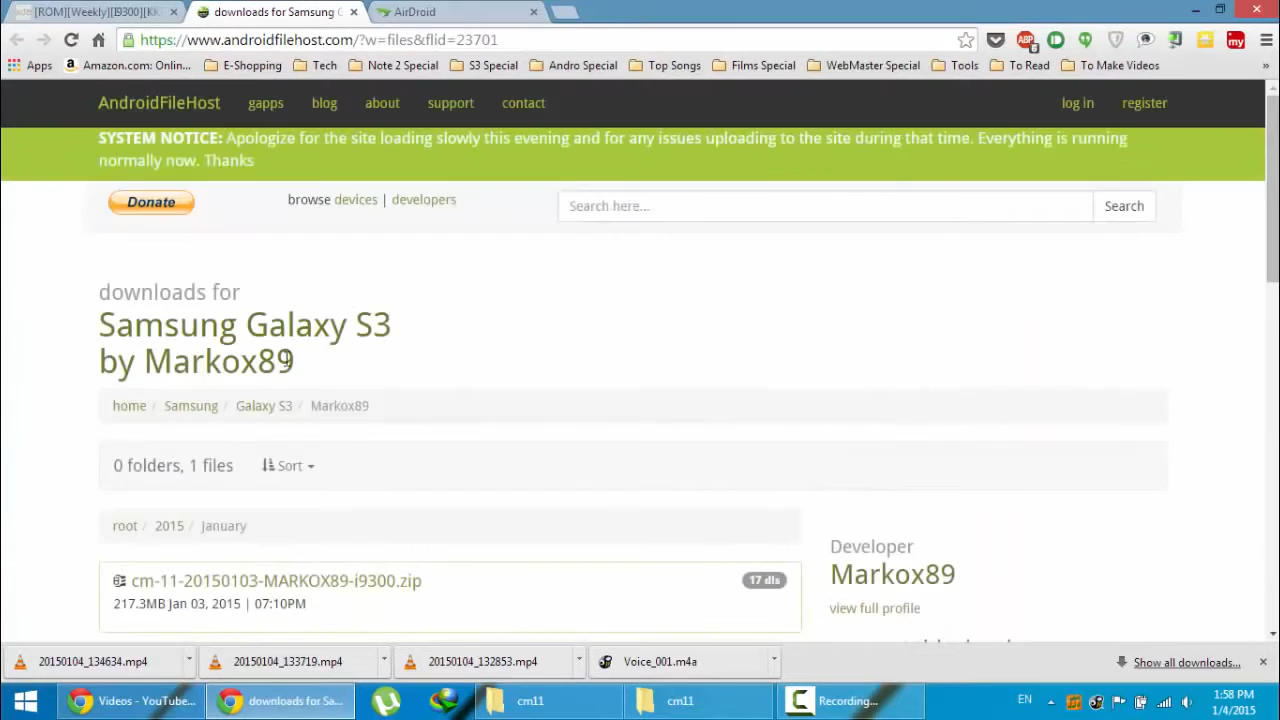 [ROM][Weekly][I9300][KK
downloads for Samsung G
AirDroid
https://www.androidfilehost.com/?w=files&flid=23701
Apps
Amazon.com: Onlin...
E-Shopping
Tech
Note 2 Special
S3 Special
Andro Special
Top Songs
Films Special
WebMaster Special
Tools
To Read
To Make Videos
»
AndroidFileHost gapps blog about support contact log in register
SYSTEM NOTICE: Apologize for the site loading slowly this evening and for any issues uploading to the site during that time. Everything is running
normally now. Thanks
Donate
browse devices | developers
Search here...
Search
downloads for
Samsung Galaxy S3
by Markox89
home / Samsung / Galaxy S3 / Markox89
0 folders, 1 files
Sort
root / 2015 / January
cm-11-20150103-MARKOX89-i9300.zip
17 dls
217.3MB Jan 03, 2015 | 07:10PM
Developer
Markox89
view full profile
20150104_134634.mp4
20150104_133719.mp4
20150104_132853.mp4
Voice_001.m4a
Show all downloads...
Videos - YouTube...
downloads for Sa...
cm11
cm11
Recording...
EN
1:58 PM
1/4/2015